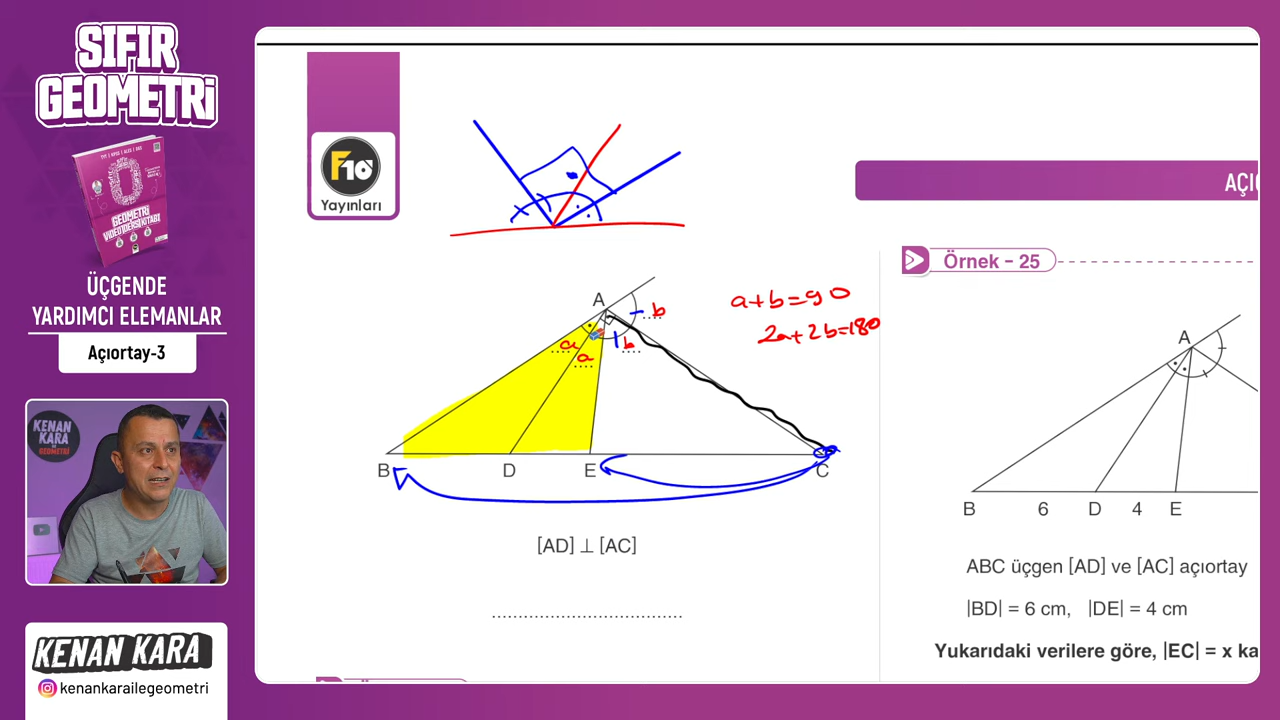 SIFIR
GEOMETRİ
GEOMETRİ
VİDEO DERS KİTABI
ÜÇGENDE
YARDIMCI ELEMANLAR
Açıortay-3
KENAN
KARA
GEOMETRİ
KENAN KARA
kenankarailegeometri
F10
Yayınları
A
a
a
b
b
B
D
E
C
a+b=90
2a+2b=180
[AD] ⊥ [AC]
..........................................
AÇIO
Örnek - 25
A
B
6
D
4
E
ABC üçgen [AD] ve [AC] açıortay
|BD| = 6 cm, |DE| = 4 cm
Yukarıdaki verilere göre, |EC| = x ka